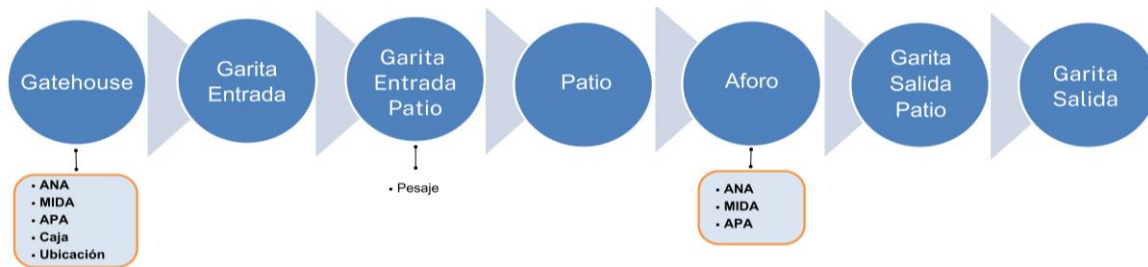 Gatehouse
Garita
Entrada
Garita
Entrada
Patio
Patio
Aforo
Garita
Salida
Patio
Garita
Salida
• ANA
• MIDA
• APA
• Caja
• Ubicación
• Pesaje
• ANA
• MIDA
• APA